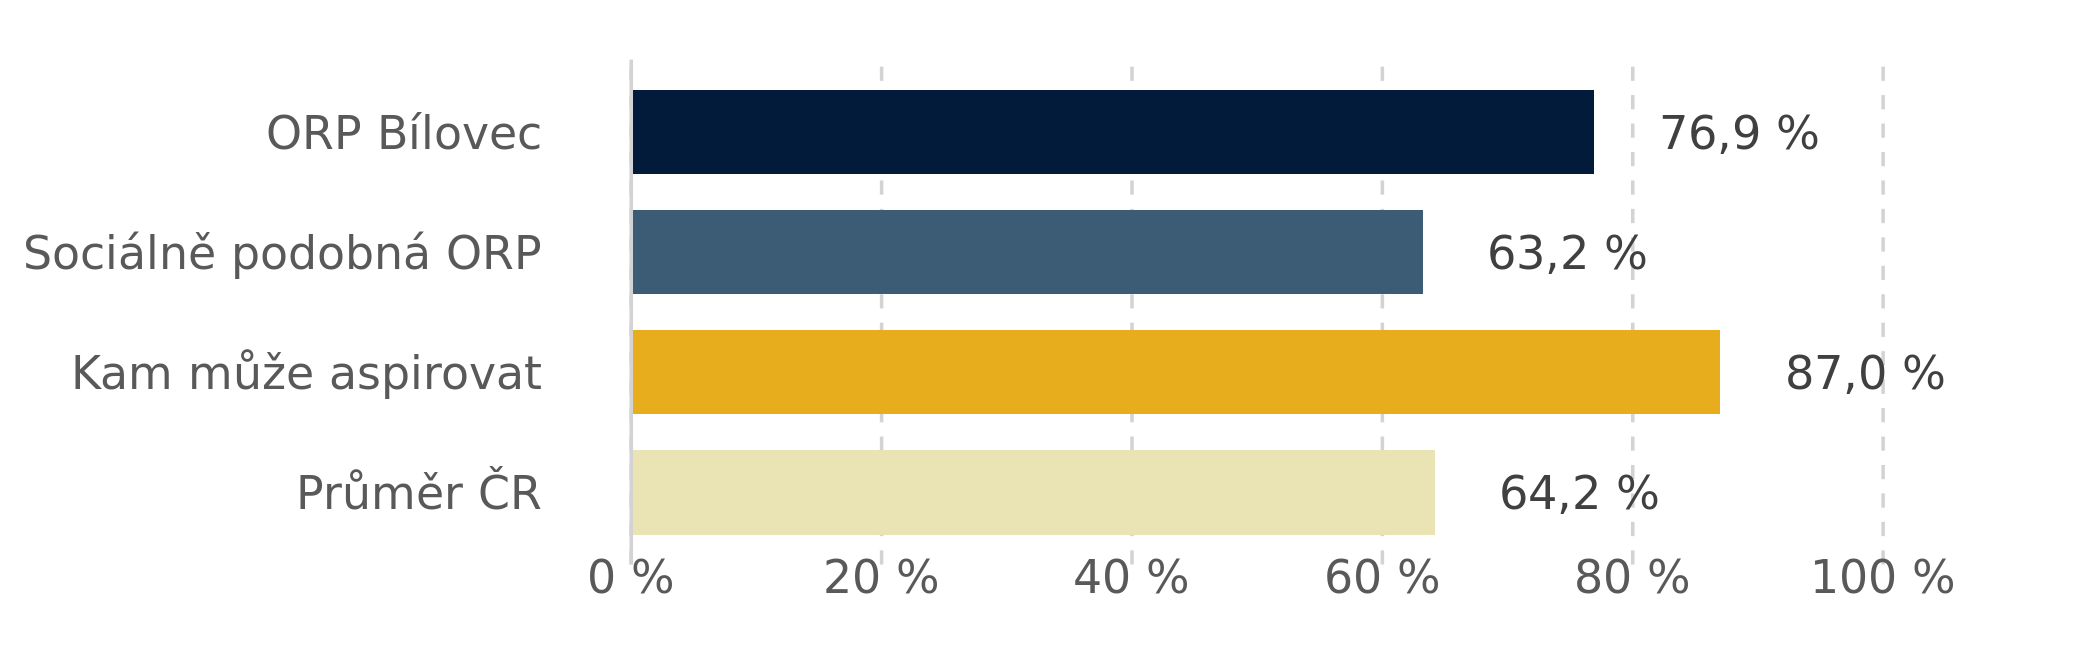 ORP Bílovec 76,9 %
Sociálně podobná ORP 63,2 %
Kam může aspirovat 87,0 %
Průměr ČR 64,2 %
0 % 20 % 40 % 60 % 80 % 100 %